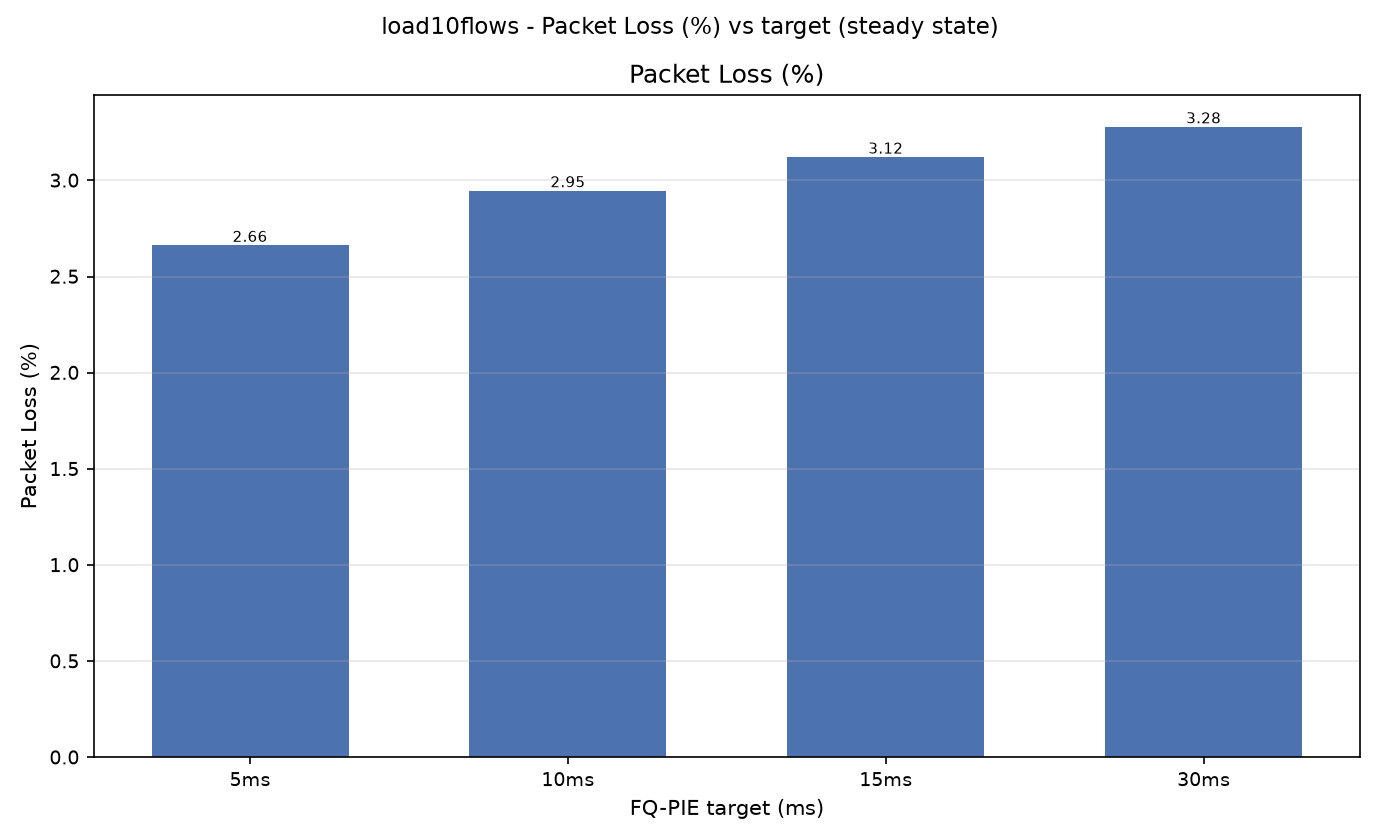 load10flows - Packet Loss (%) vs target (steady state)
Packet Loss (%)
3.28
3.12
2.95
2.66
3.0
2.5
2.0
1.5
1.0
0.5
0.0
Packet Loss (%)
5ms
10ms
15ms
30ms
FQ-PIE target (ms)